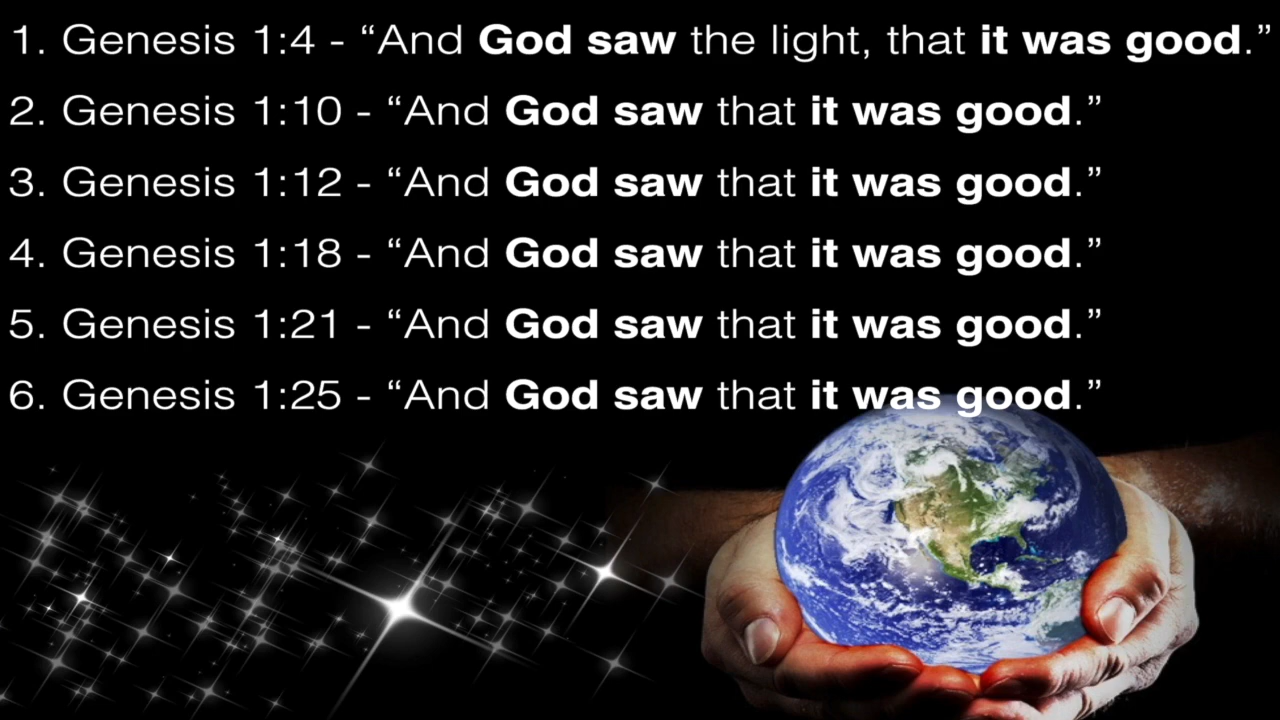 1. Genesis 1:4 - “And God saw the light, that it was good.”
2. Genesis 1:10 - “And God saw that it was good.”
3. Genesis 1:12 - “And God saw that it was good.”
4. Genesis 1:18 - “And God saw that it was good.”
5. Genesis 1:21 - “And God saw that it was good.”
6. Genesis 1:25 - “And God saw that it was good.”